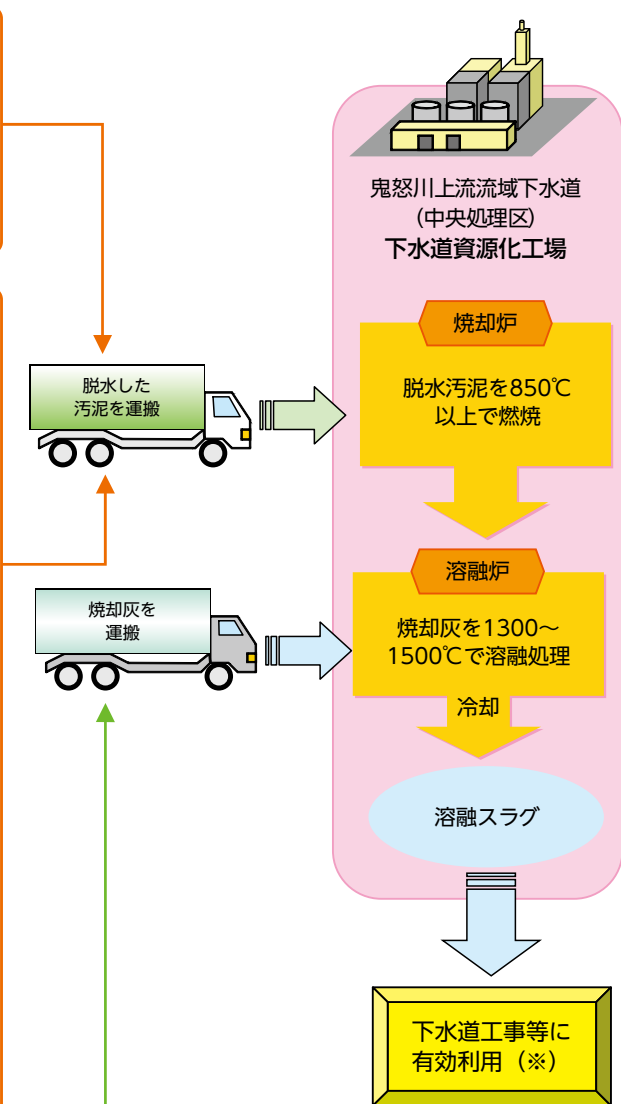 鬼怒川上流流域下水道
(中央処理区)
下水道資源化工場
焼却炉
脱水汚泥を850℃
以上で燃焼
脱水した
汚泥を運搬
溶融炉
焼却灰を1300～
1500℃で溶融処理
焼却灰を
運搬
冷却
溶融スラグ
下水道工事等に
有効利用（※）